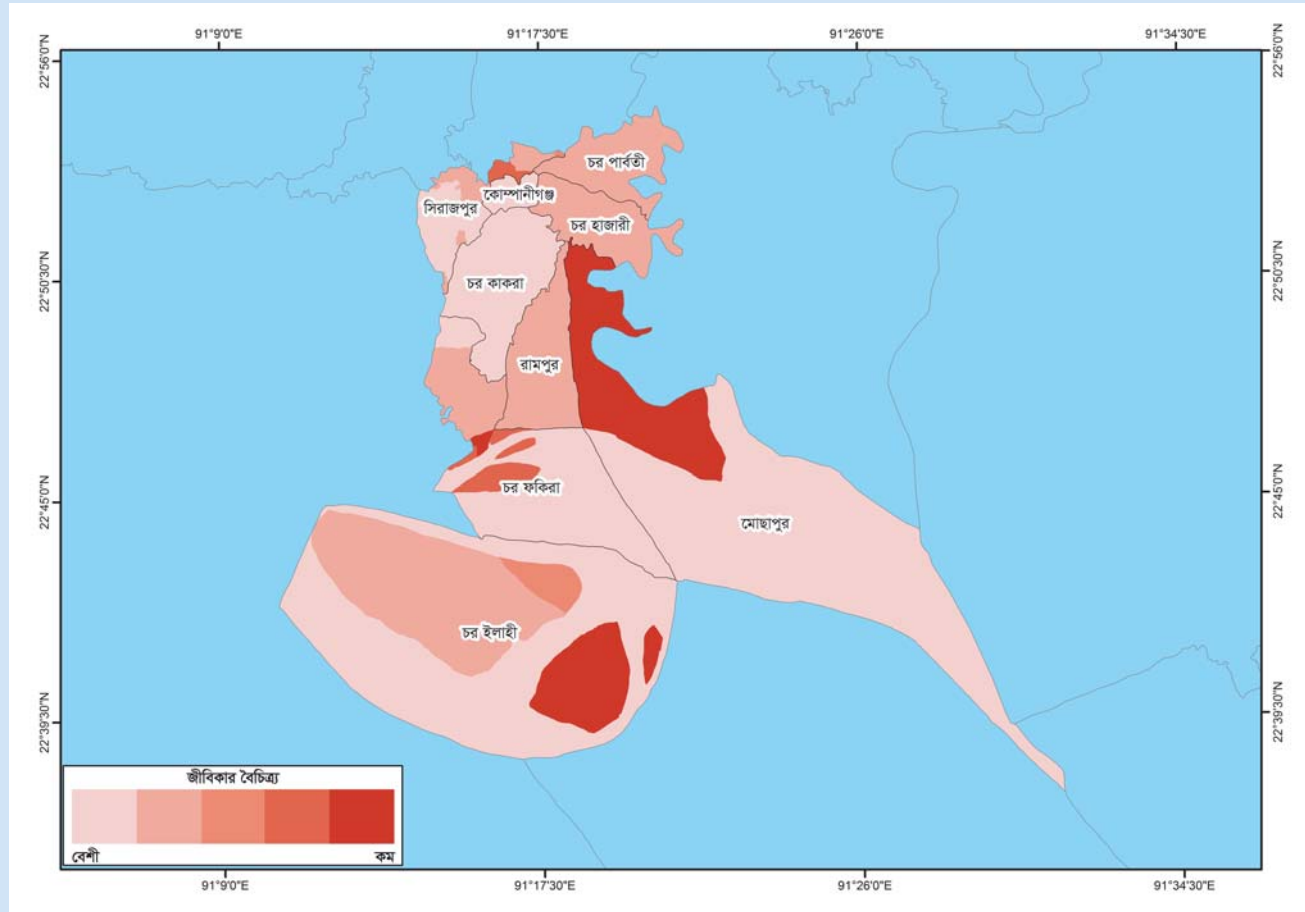 91°9'0"E 91°17'30"E 91°26'0"E 91°34'30"E
22°56'0"N 22°56'0"N
চর পার্বতী
কোম্পানীগঞ্জ
সিরাজপুর
চর হাজারী
22°50'30"N 22°50'30"N
চর কাকরা
রামপুর
চর ফকিরা
22°45'0"N 22°45'0"N
মোছাপুর
চর ইলাহী
22°39'30"N 22°39'30"N
জীবিকার বৈচিত্র্য
বেশী কম
91°9'0"E 91°17'30"E 91°26'0"E 91°34'30"E